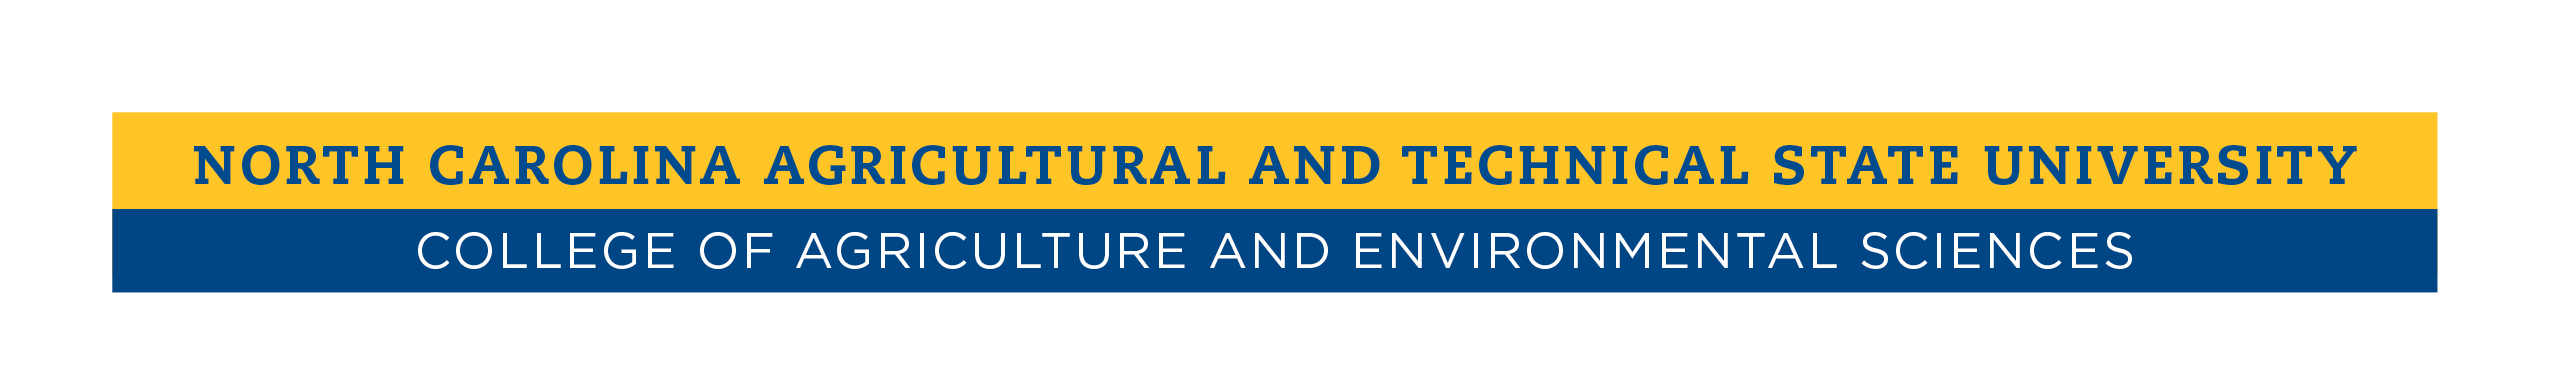 NORTH CAROLINA AGRICULTURAL AND TECHNICAL STATE UNIVERSITY
COLLEGE OF AGRICULTURE AND ENVIRONMENTAL SCIENCES